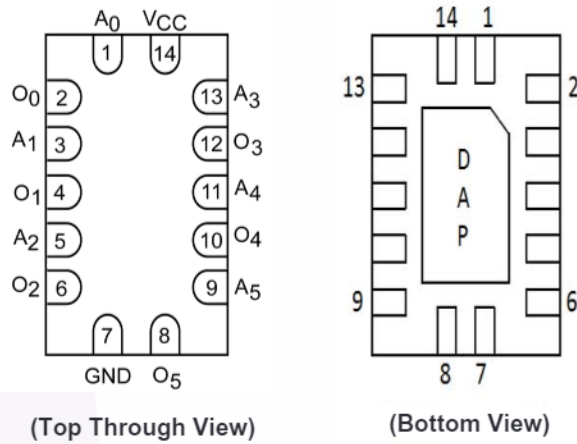 A0 VCC
1 14
O0 2 13 A3
A1 3 12 O3
O1 4 11 A4
A2 5 10 O4
O2 6 9 A5
7 8
GND O5
(Top Through View)
14 1
13 2
D
A
P
9 6
8 7
(Bottom View)